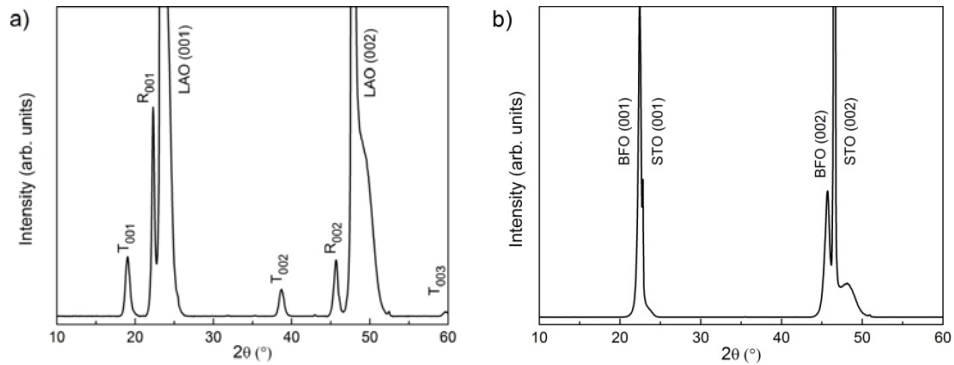 a)
Intensity (arb. units)
T001
R001
LAO (001)
T002
R002
LAO (002)
T003
10 20 30 40 50 60
2θ (°)
b)
Intensity (arb. units)
BFO (001)
STO (001)
BFO (002)
STO (002)
10 20 30 40 50 60
2θ (°)